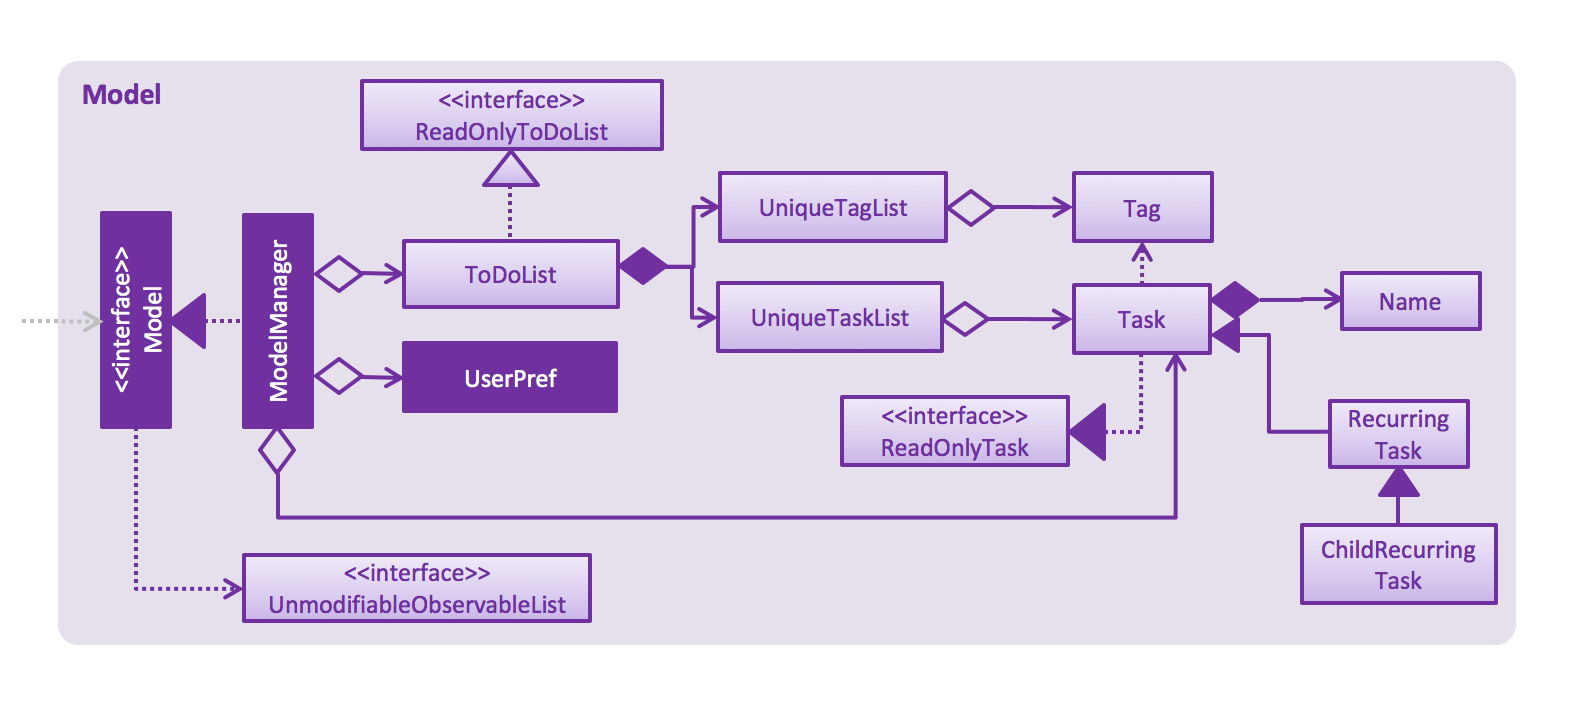 Model
<<interface>>
ReadOnlyToDoList
<<interface>>
Model
ModelManager
ToDoList
UserPref
UniqueTagList
UniqueTaskList
Tag
Task
Name
<<interface>>
ReadOnlyTask
Recurring
Task
ChildRecurring
Task
<<interface>>
UnmodifiableObservableList